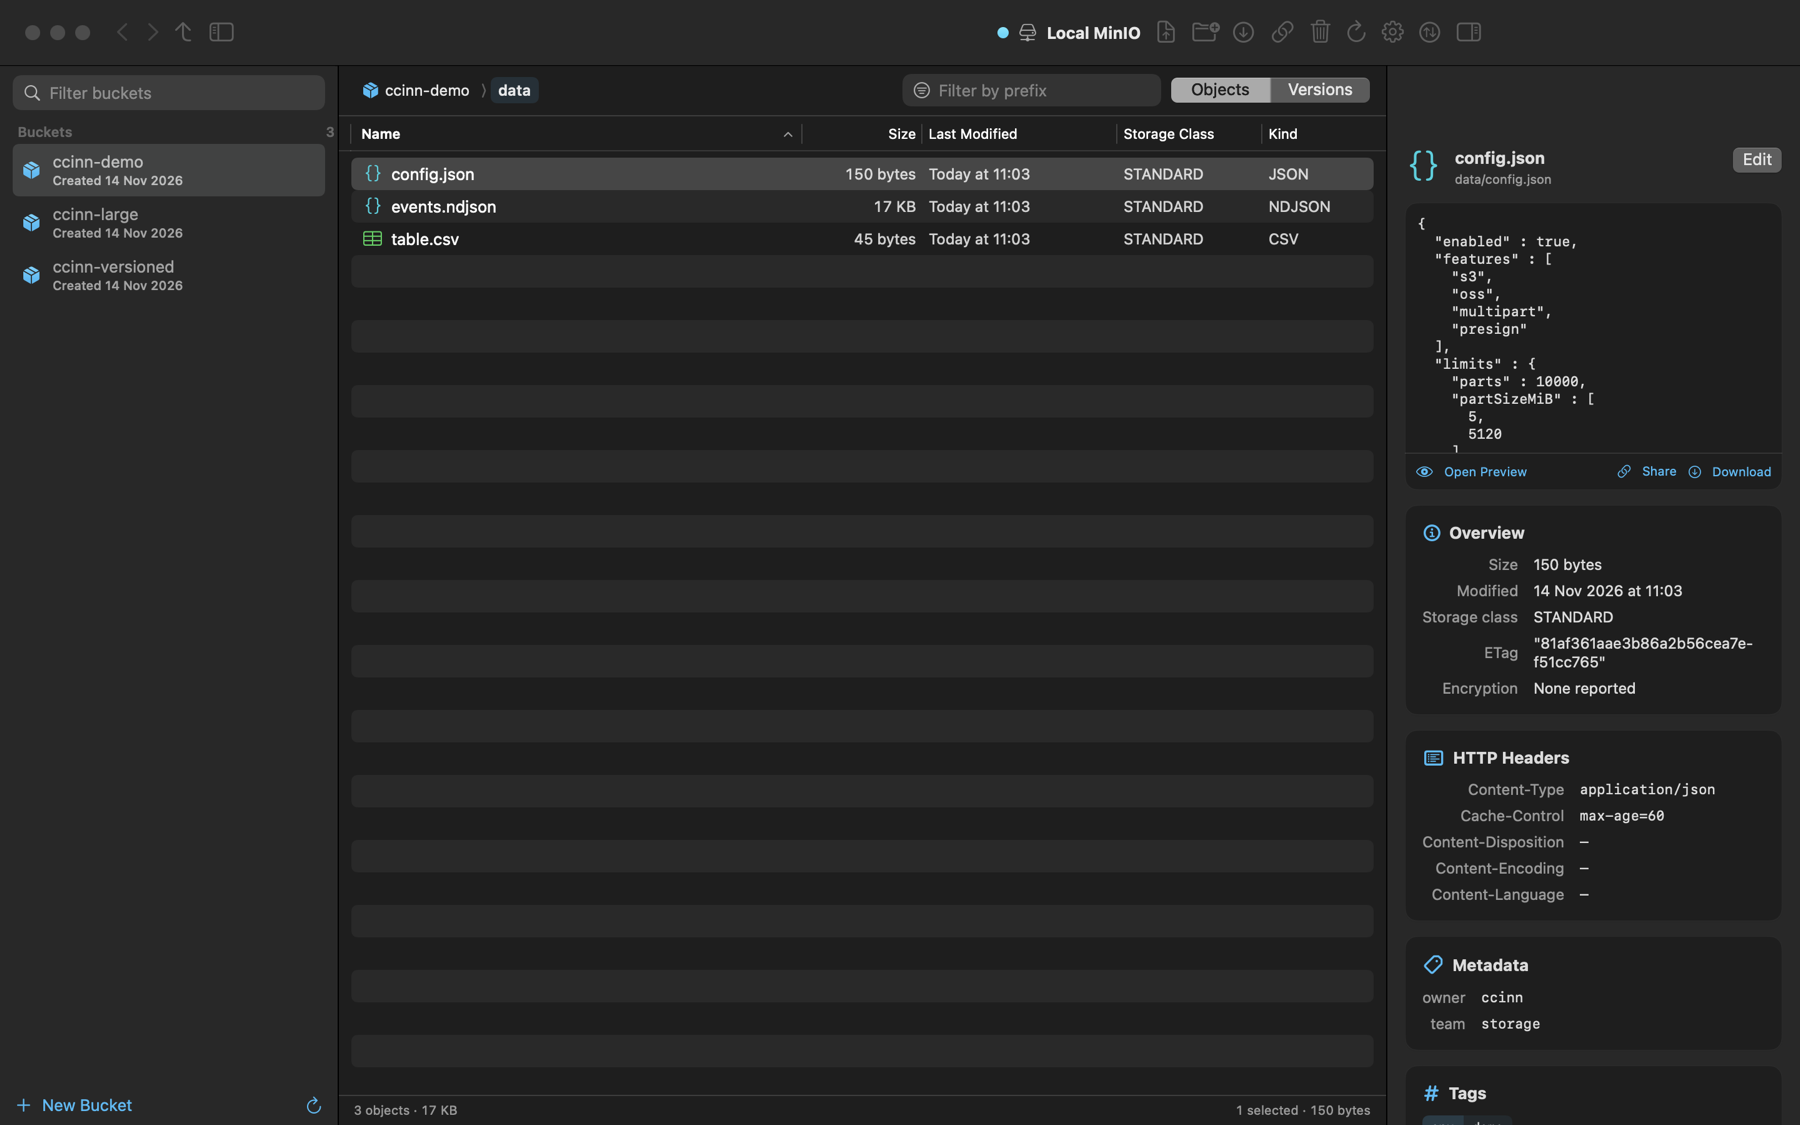 Local MinIO
Filter buckets
Buckets 3
ccinn-demo
Created 14 Nov 2026
ccinn-large
Created 14 Nov 2026
ccinn-versioned
Created 14 Nov 2026
New Bucket
ccinn-demo
data
Filter by prefix
Objects Versions
Name Size Last Modified Storage Class Kind
config.json 150 bytes Today at 11:03 STANDARD JSON
events.ndjson 17 KB Today at 11:03 STANDARD NDJSON
table.csv 45 bytes Today at 11:03 STANDARD CSV
3 objects · 17 KB
1 selected · 150 bytes
config.json
data/config.json
Edit
{
"enabled" : true,
"features" : [
"s3",
"oss",
"multipart",
"presign"
],
"limits" : {
"parts" : 10000,
"partSizeMiB" : [
5,
5120
]
Open Preview Share Download
Overview
Size 150 bytes
Modified 14 Nov 2026 at 11:03
Storage class STANDARD
ETag "81af361aae3b86a2b56cea7e-
f51cc765"
Encryption None reported
HTTP Headers
Content-Type application/json
Cache-Control max-age=60
Content-Disposition —
Content-Encoding —
Content-Language —
Metadata
owner ccinn
team storage
# Tags